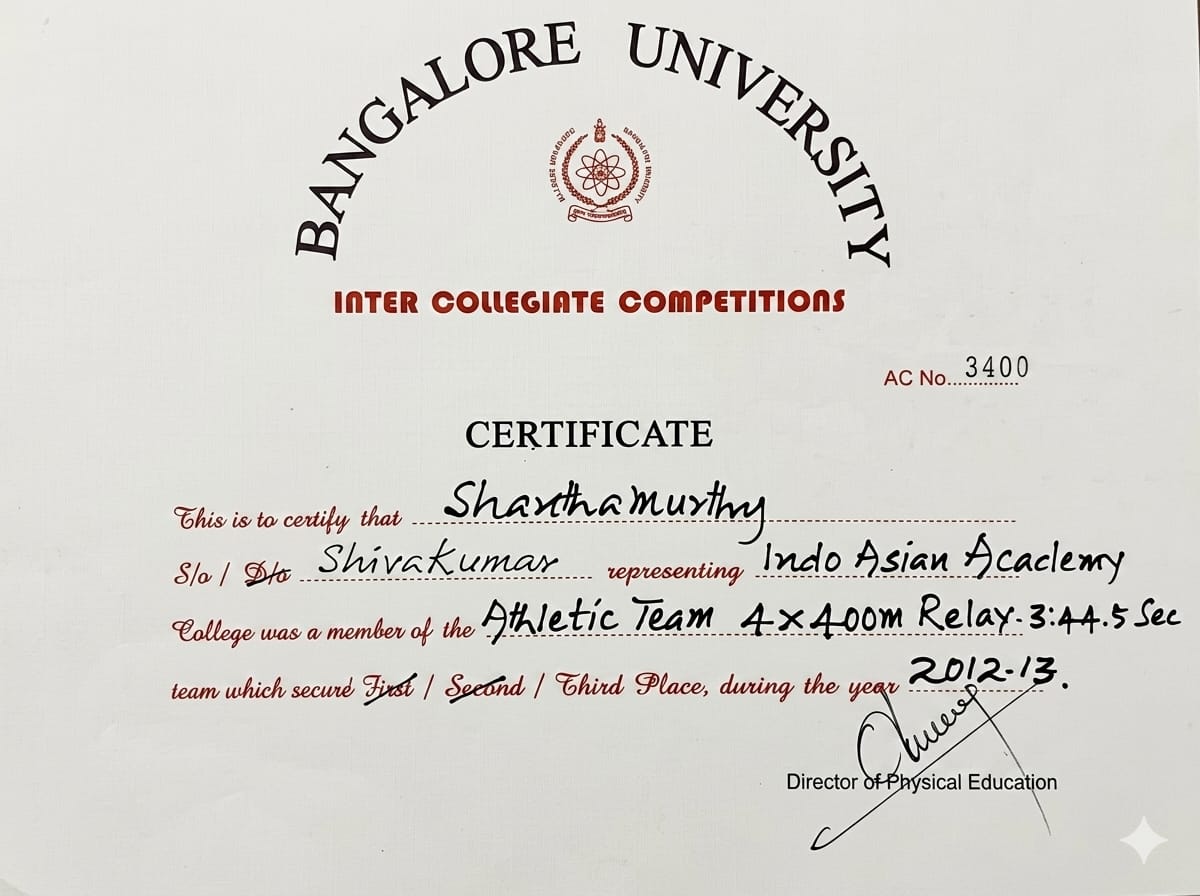 BANGALORE UNIVERSITY
INTER COLLEGIATE COMPETITIONS
AC No. 3400
CERTIFICATE
This is to certify that Sharthamurthy
S/o / D/o Shivakumar representing Indo Asian Academy
College was a member of the Athletic Team 4x400m Relay - 3:44.5 Sec
team which secure First / Second / Third Place, during the year 2012-13.
Director of Physical Education